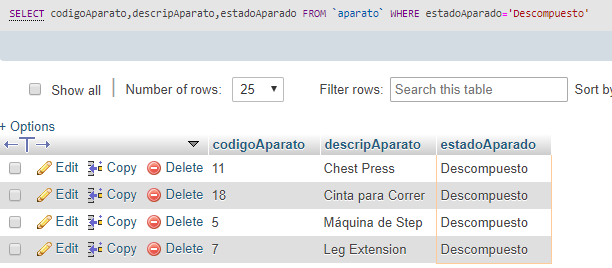 SELECT codigoAparato,descripAparato,estadoAparado FROM `aparato` WHERE estadoAparado='Descompuesto'
Show all | Number of rows: 25 Filter rows: Search this table Sort by
+ Options
codigoAparato descripAparato estadoAparado
Edit Copy Delete 11 Chest Press Descompuesto
Edit Copy Delete 18 Cinta para Correr Descompuesto
Edit Copy Delete 5 Máquina de Step Descompuesto
Edit Copy Delete 7 Leg Extension Descompuesto